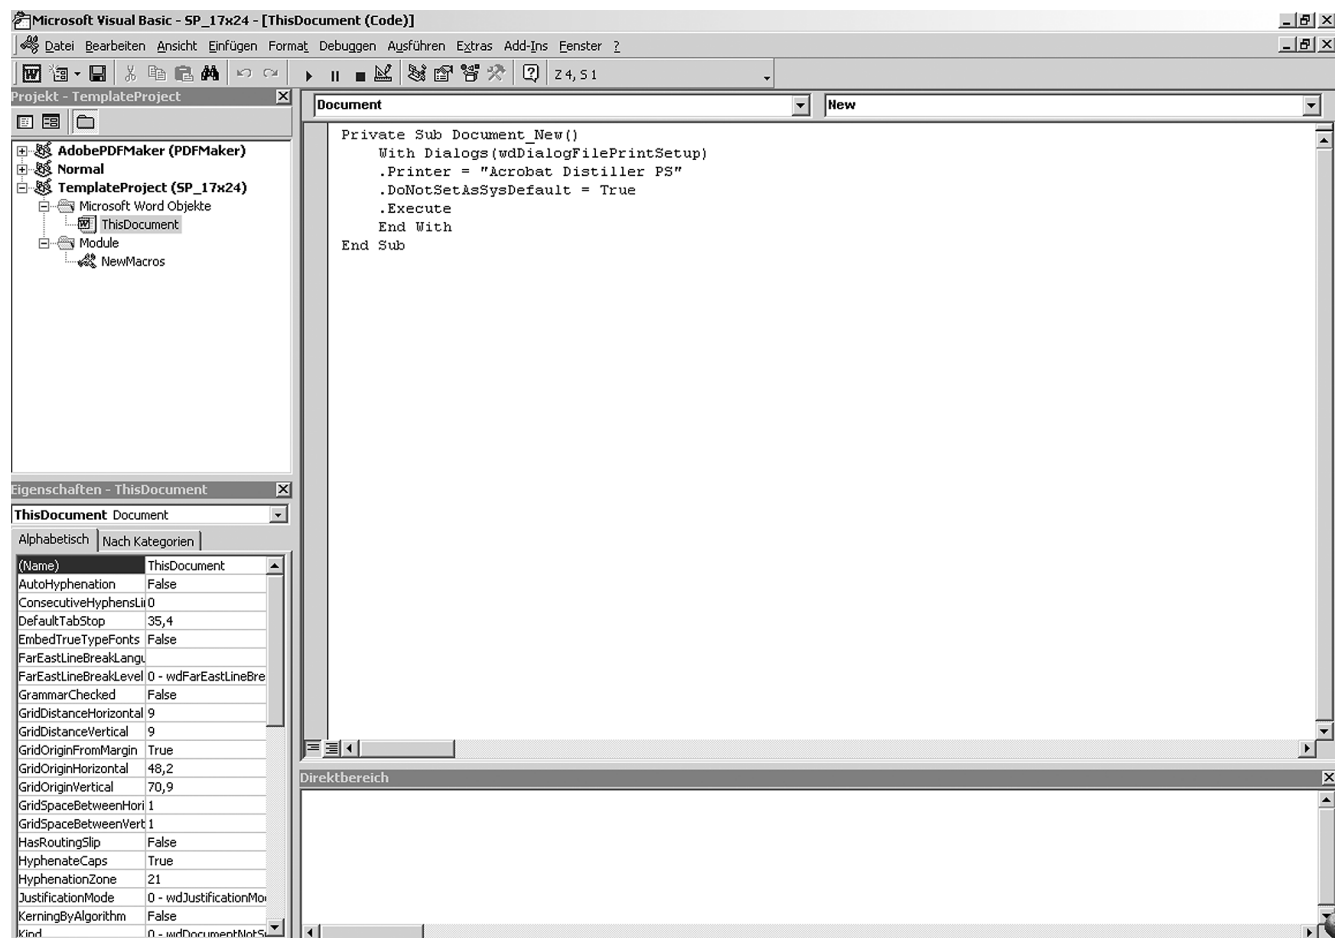 Microsoft Visual Basic - SP_17x24 - [ThisDocument (Code)]
Datei Bearbeiten Ansicht Einfügen Format Debuggen Ausführen Extras Add-Ins Fenster ?
Z 4, S 1
Projekt - TemplateProject
AdobePDFMaker (PDFMaker)
Normal
TemplateProject (SP_17x24)
Microsoft Word Objekte
ThisDocument
Module
NewMacros
Eigenschaften - ThisDocument
ThisDocument Document
Alphabetisch Nach Kategorien
(Name) ThisDocument
AutoHyphenation False
ConsecutiveHyphensLi 0
DefaultTabStop 35,4
EmbedTrueTypeFonts False
FarEastLineBreakLangu
FarEastLineBreakLevel 0 - wdFarEastLineBre
GrammarChecked False
GridDistanceHorizontal 9
GridDistanceVertical 9
GridOriginFromMargin True
GridOriginHorizontal 48,2
GridOriginVertical 70,9
GridSpaceBetweenHori 1
GridSpaceBetweenVert 1
HasRoutingSlip False
HyphenateCaps True
HyphenationZone 21
JustificationMode 0 - wdJustificationMo
KerningByAlgorithm False
Kind 0 - wdDocumentNotS
Document New
Private Sub Document_New()
With Dialogs(wdDialogFilePrintSetup)
.Printer = "Acrobat Distiller PS"
.DoNotSetAsSysDefault = True
.Execute
End With
End Sub
Direktbereich